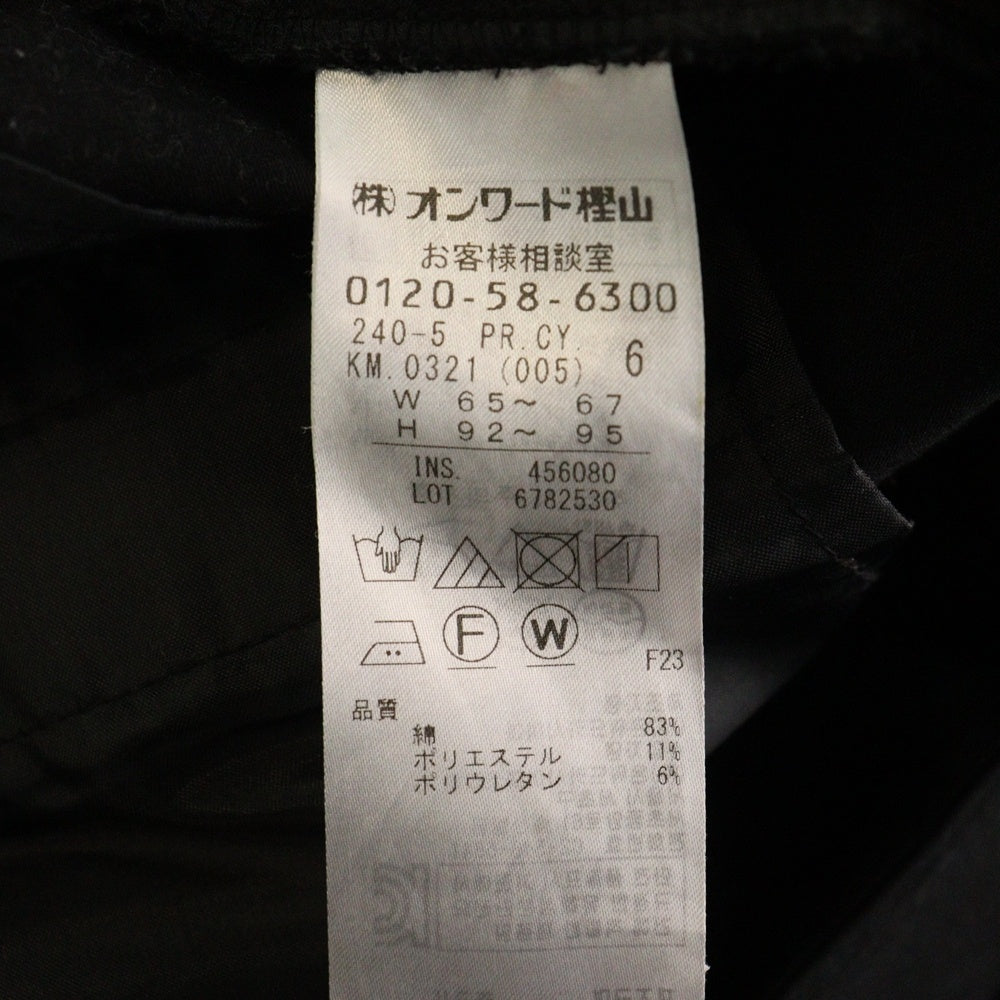 (株)オンワード樫山
お客様相談室
0120-58-6300
240-5 PR.CY. 6
KM.0321 (005)
W 65～ 67
H 92～ 95
INS. 456080
LOT 6782530
F
W
F23
品質
綿 83%
ポリエステル 11%
ポリウレタン 6%